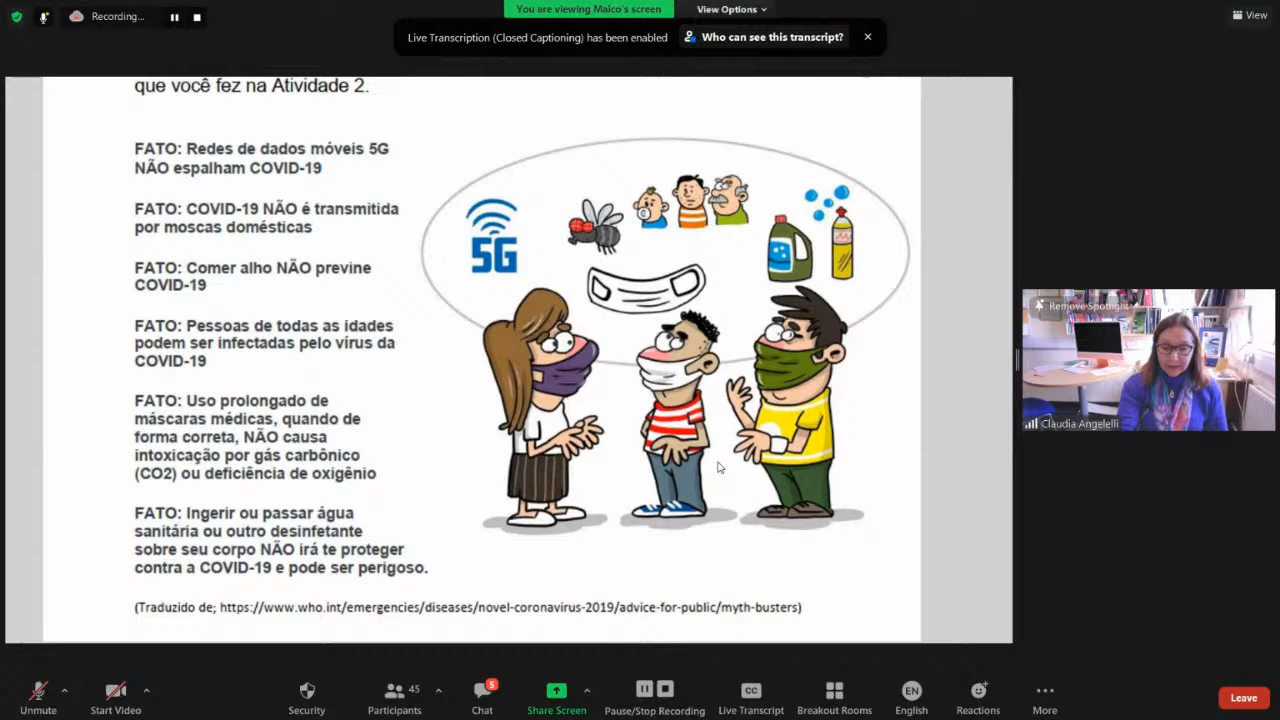 Recording...
You are viewing Maico's screen
View Options
View
Live Transcription (Closed Captioning) has been enabled
Who can see this transcript?
que você fez na Atividade 2.
FATO: Redes de dados móveis 5G
NÃO espalham COVID-19
FATO: COVID-19 NÃO é transmitida
por moscas domésticas
FATO: Comer alho NÃO previne
COVID-19
FATO: Pessoas de todas as idades
podem ser infectadas pelo vírus da
COVID-19
FATO: Uso prolongado de
máscaras médicas, quando de
forma correta, NÃO causa
intoxicação por gás carbônico
(CO2) ou deficiência de oxigênio
FATO: Ingerir ou passar água
sanitária ou outro desinfetante
sobre seu corpo NÃO irá te proteger
contra a COVID-19 e pode ser perigoso.
5G
(Traduzido de; https://www.who.int/emergencies/diseases/novel-coronavirus-2019/advice-for-public/myth-busters)
Remove Spotlight
Claudia Angelelli
Unmute
Start Video
Security
45
Participants
5
Chat
Share Screen
Pause/Stop Recording
CC
Live Transcript
Breakout Rooms
EN
English
Reactions
More
Leave